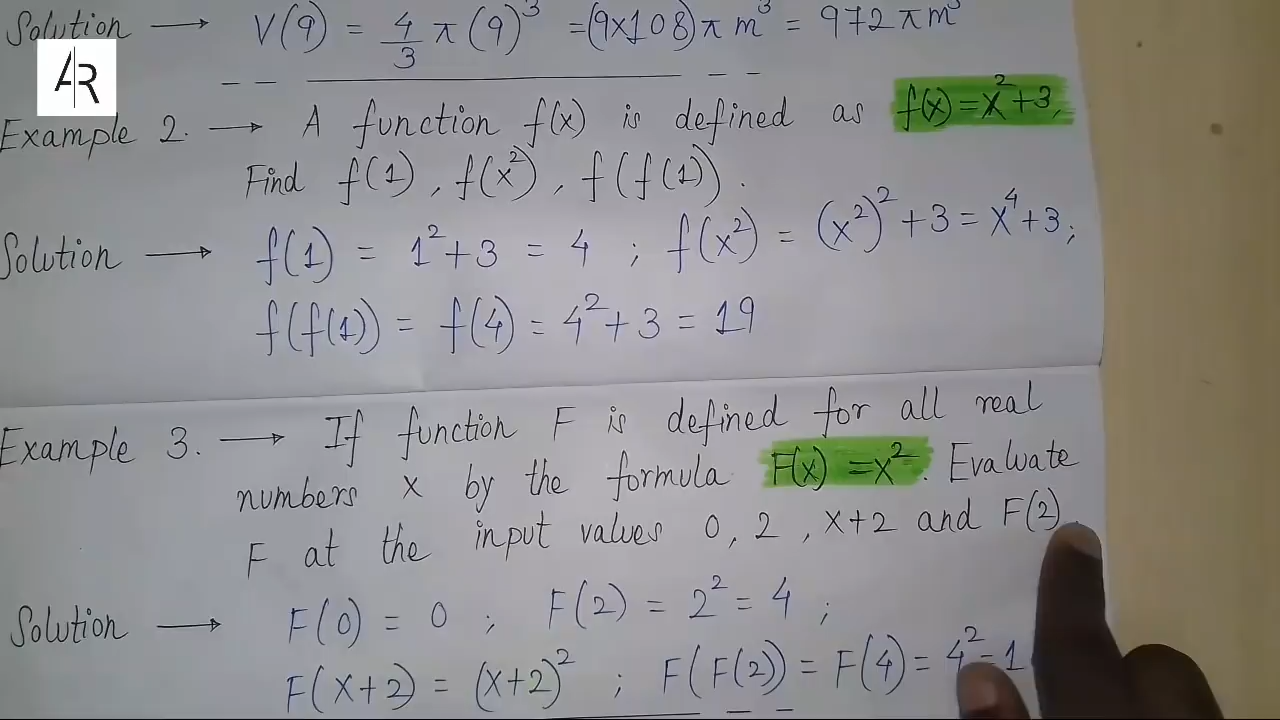 Solution → V(9) = 4/3 π (9)³ = (9x108) π m³ = 972 π m³
AR
Example 2. → A function f(x) is defined as f(x) = x²+3,
Find f(1), f(x²), f(f(1)).
Solution → f(1) = 1²+3 = 4 ; f(x²) = (x²)²+3 = x⁴+3;
f(f(1)) = f(4) = 4²+3 = 19
Example 3. → If function F is defined for all real
numbers x by the formula F(x) = x². Evaluate
F at the input values 0, 2, x+2 and F(2)
Solution → F(0) = 0 ; F(2) = 2² = 4 ;
F(x+2) = (x+2)² ; F(F(2)) = F(4) = 4² = 1